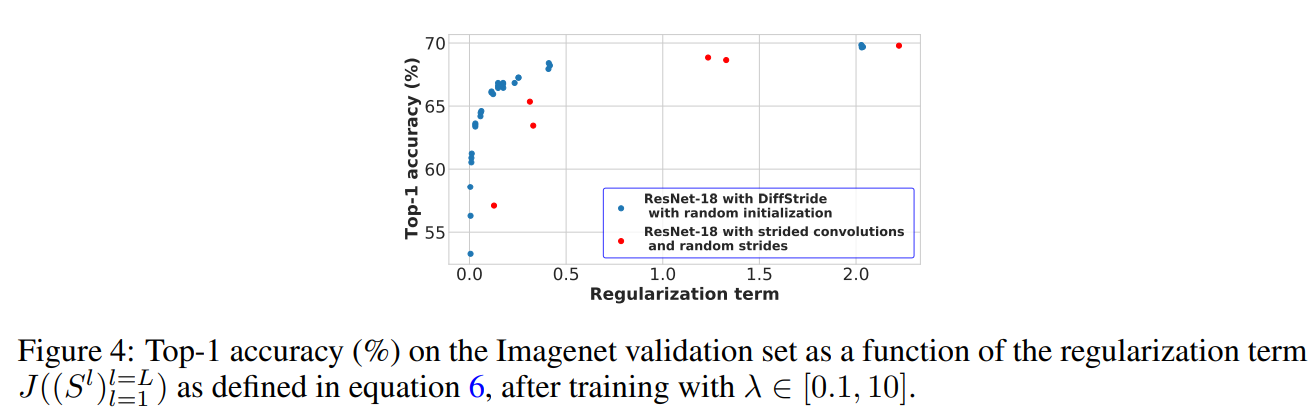 70
65
60
55
Top-1 accuracy (%)
ResNet-18 with DiffStride
with random initialization
ResNet-18 with strided convolutions
and random strides
0.0 0.5 1.0 1.5 2.0
Regularization term
Figure 4: Top-1 accuracy (%) on the Imagenet validation set as a function of the regularization term
J((S^l)_{l=1}^{l=L}) as defined in equation 6, after training with λ ∈ [0.1, 10].